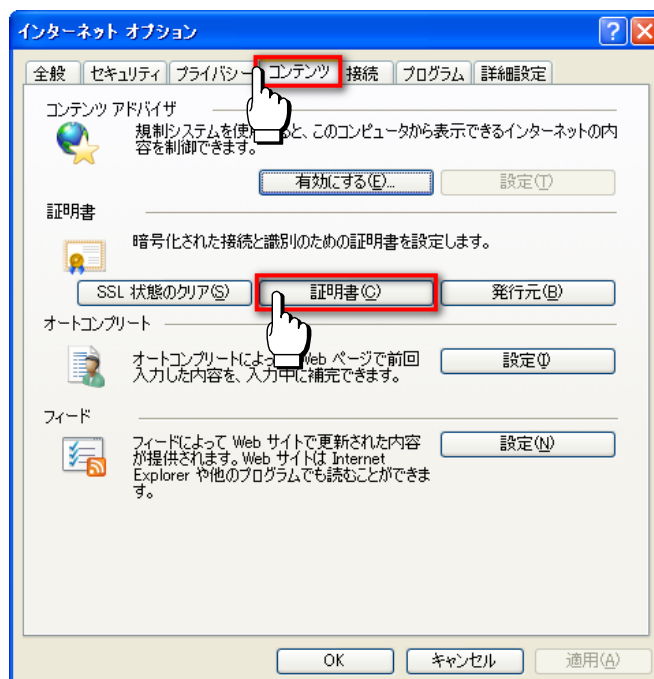 インターネット オプション
全般 セキュリティ プライバシー コンテンツ 接続 プログラム 詳細設定
コンテンツ アドバイザ
規制システムを使 ると、このコンピュータから表示できるインターネットの内
容を制御できます。
有効にする(E)... 設定(T)
証明書
暗号化された接続と識別のための証明書を設定します。
SSL 状態のクリア(S) 証明書(C) 発行元(B)
オートコンプリート
オートコンプリートによっ Web ページで前回 設定(I)
入力した内容を、入力中に補完できます。
フィード
フィードによって Web サイトで更新された内容 設定(N)
が提供されます。Web サイトは Internet
Explorer や他のプログラムでも読むことができま
す。
OK キャンセル 適用(A)